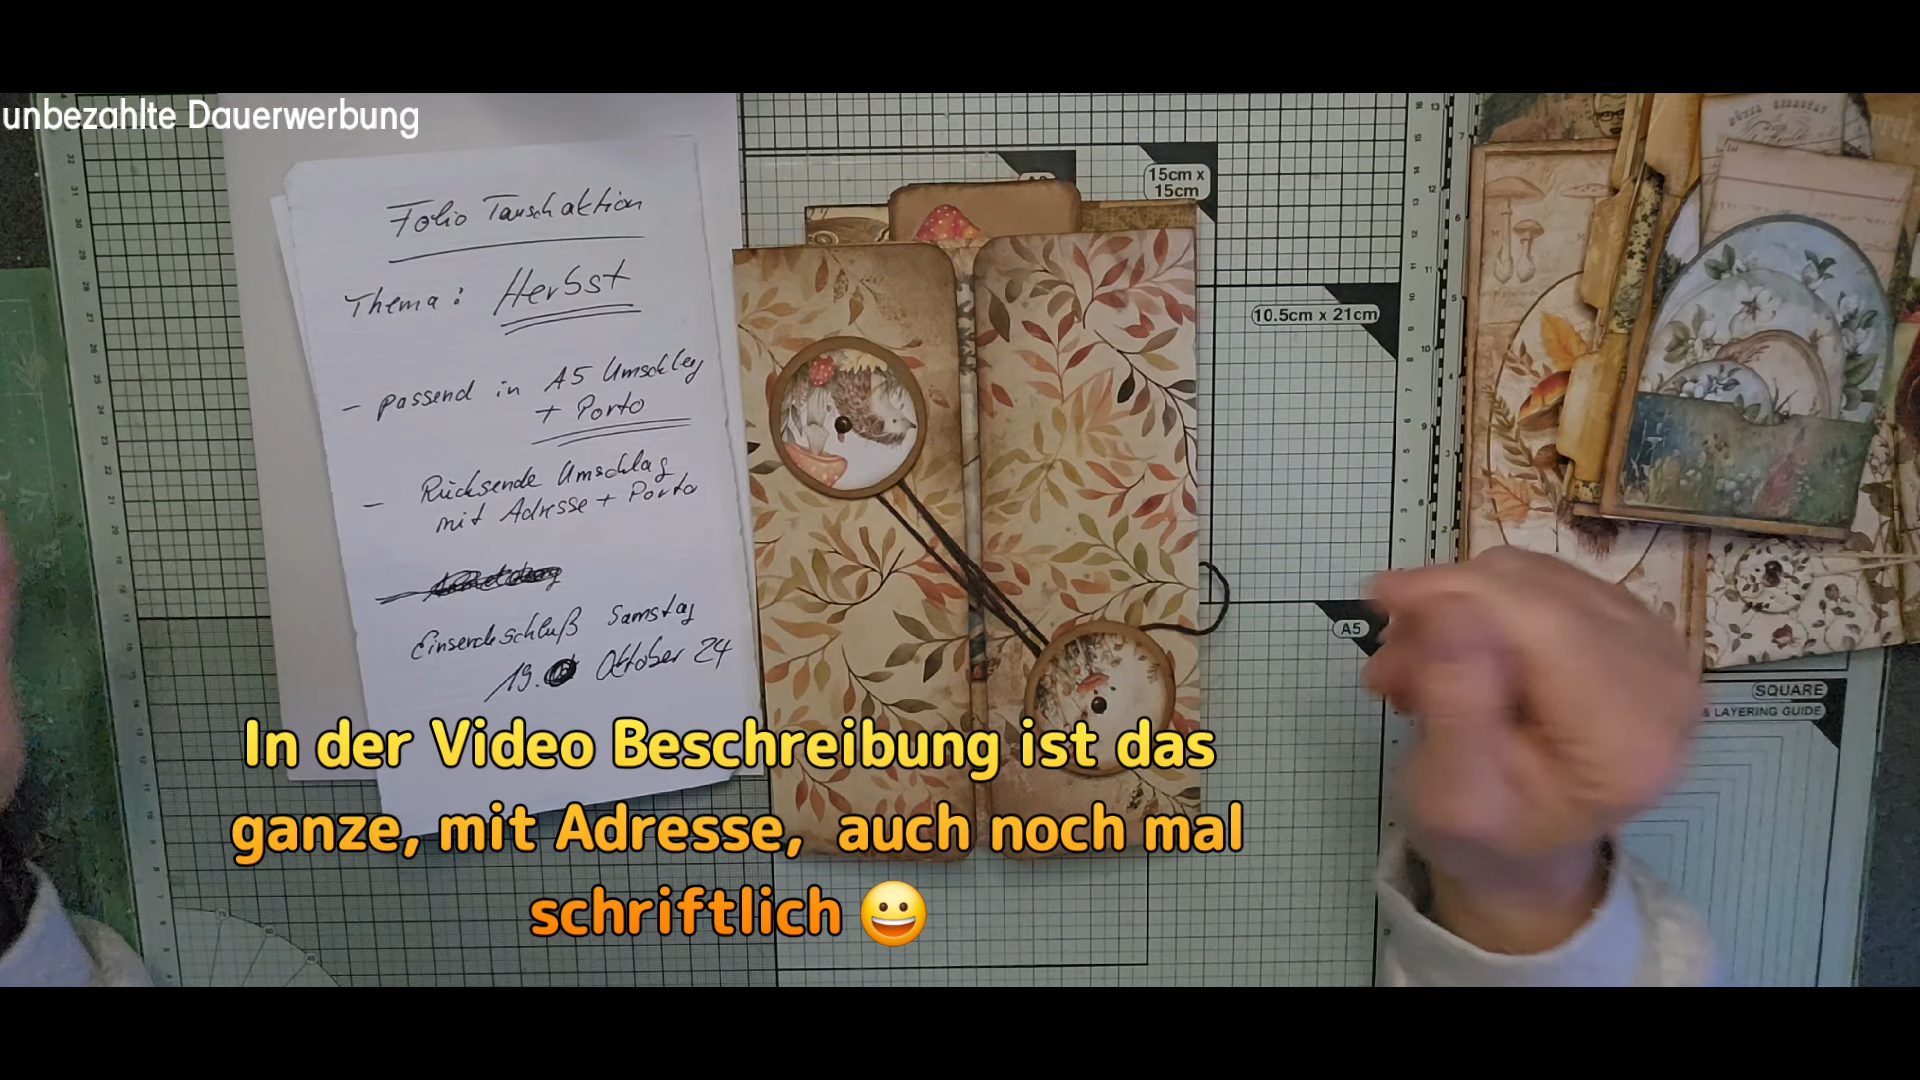 unbezahlte Dauerwerbung
Folio Tauschaktion
Thema: Herbst
- passend in A5 Umschlag
+ Porto
- Rücksende Umschlag
mit Adresse + Porto
Einsendeschluß Samstag
19. Oktober 24
15cm x
15cm
10.5cm x 21cm
A5
SQUARE
& LAYERING GUIDE
In der Video Beschreibung ist das
ganze, mit Adresse, auch noch mal
schriftlich 😀